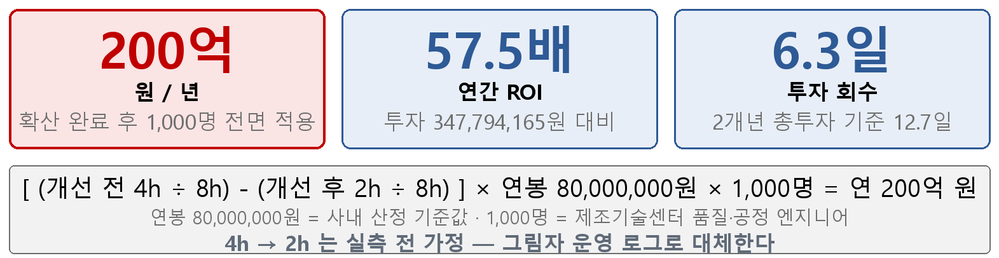 200억
원 / 년
확산 완료 후 1,000명 전면 적용
57.5배
연간 ROI
투자 347,794,165원 대비
6.3일
투자 회수
2개년 총투자 기준 12.7일
[ (개선 전 4h ÷ 8h) - (개선 후 2h ÷ 8h) ] × 연봉 80,000,000원 × 1,000명 = 연 200억 원
연봉 80,000,000원 = 사내 산정 기준값 · 1,000명 = 제조기술센터 품질·공정 엔지니어
4h → 2h 는 실측 전 가정 — 그림자 운영 로그로 대체한다